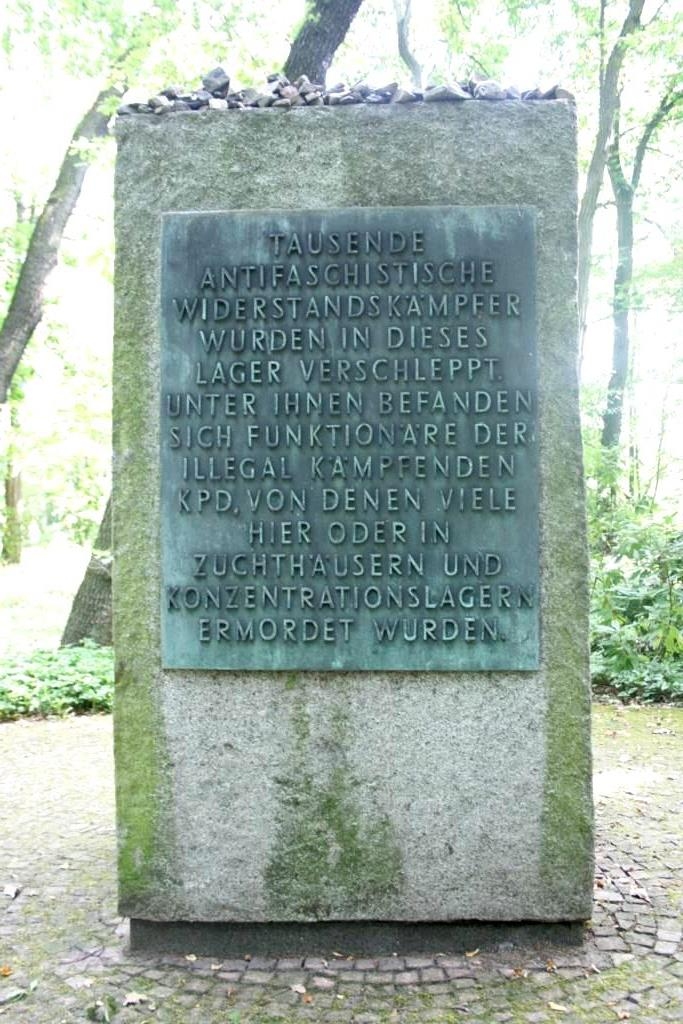 TAUSENDE
ANTIFASCHISTISCHE
WIDERSTANDSKÄMPFER
WURDEN IN DIESES
LAGER VERSCHLEPPT.
UNTER IHNEN BEFANDEN
SICH FUNKTIONÄRE DER
ILLEGAL KÄMPFENDEN
KPD, VON DENEN VIELE
HIER ODER IN
ZUCHTHÄUSERN UND
KONZENTRATIONSLAGERN
ERMORDET WURDEN.